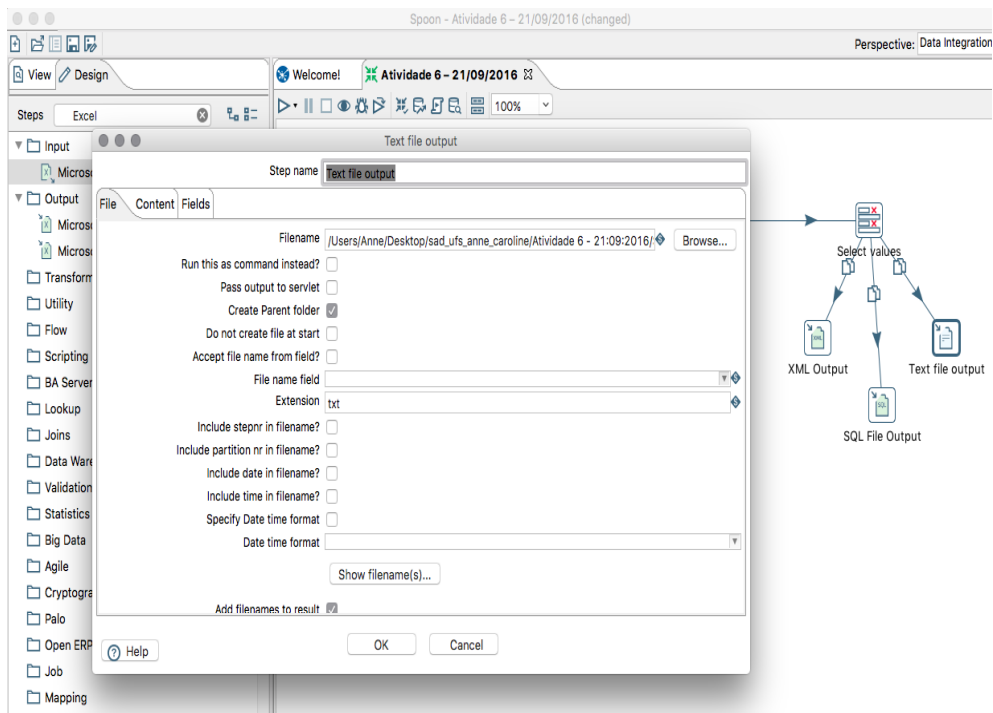 Spoon - Atividade 6 – 21/09/2016 (changed)
Perspective: Data Integration
View Design
Welcome! Atividade 6 – 21/09/2016
Steps Excel
100%
Text file output
Step name Text file output
File Content Fields
Filename /Users/Anne/Desktop/sad_ufs_anne_caroline/Atividade 6 - 21:09:2016/ Browse...
Run this as command instead?
Pass output to servlet
Create Parent folder
Do not create file at start
Accept file name from field?
File name field
Extension txt
Include stepnr in filename?
Include partition nr in filename?
Include date in filename?
Include time in filename?
Specify Date time format
Date time format
Show filename(s)...
Add filenames to result
Help OK Cancel
Input
Micros
Output
Micros
Micros
Transform
Utility
Flow
Scripting
BA Server
Lookup
Joins
Data Ware
Validation
Statistics
Big Data
Agile
Cryptogra
Palo
Open ERP
Job
Mapping
Select values
XML Output
Text file output
SQL File Output